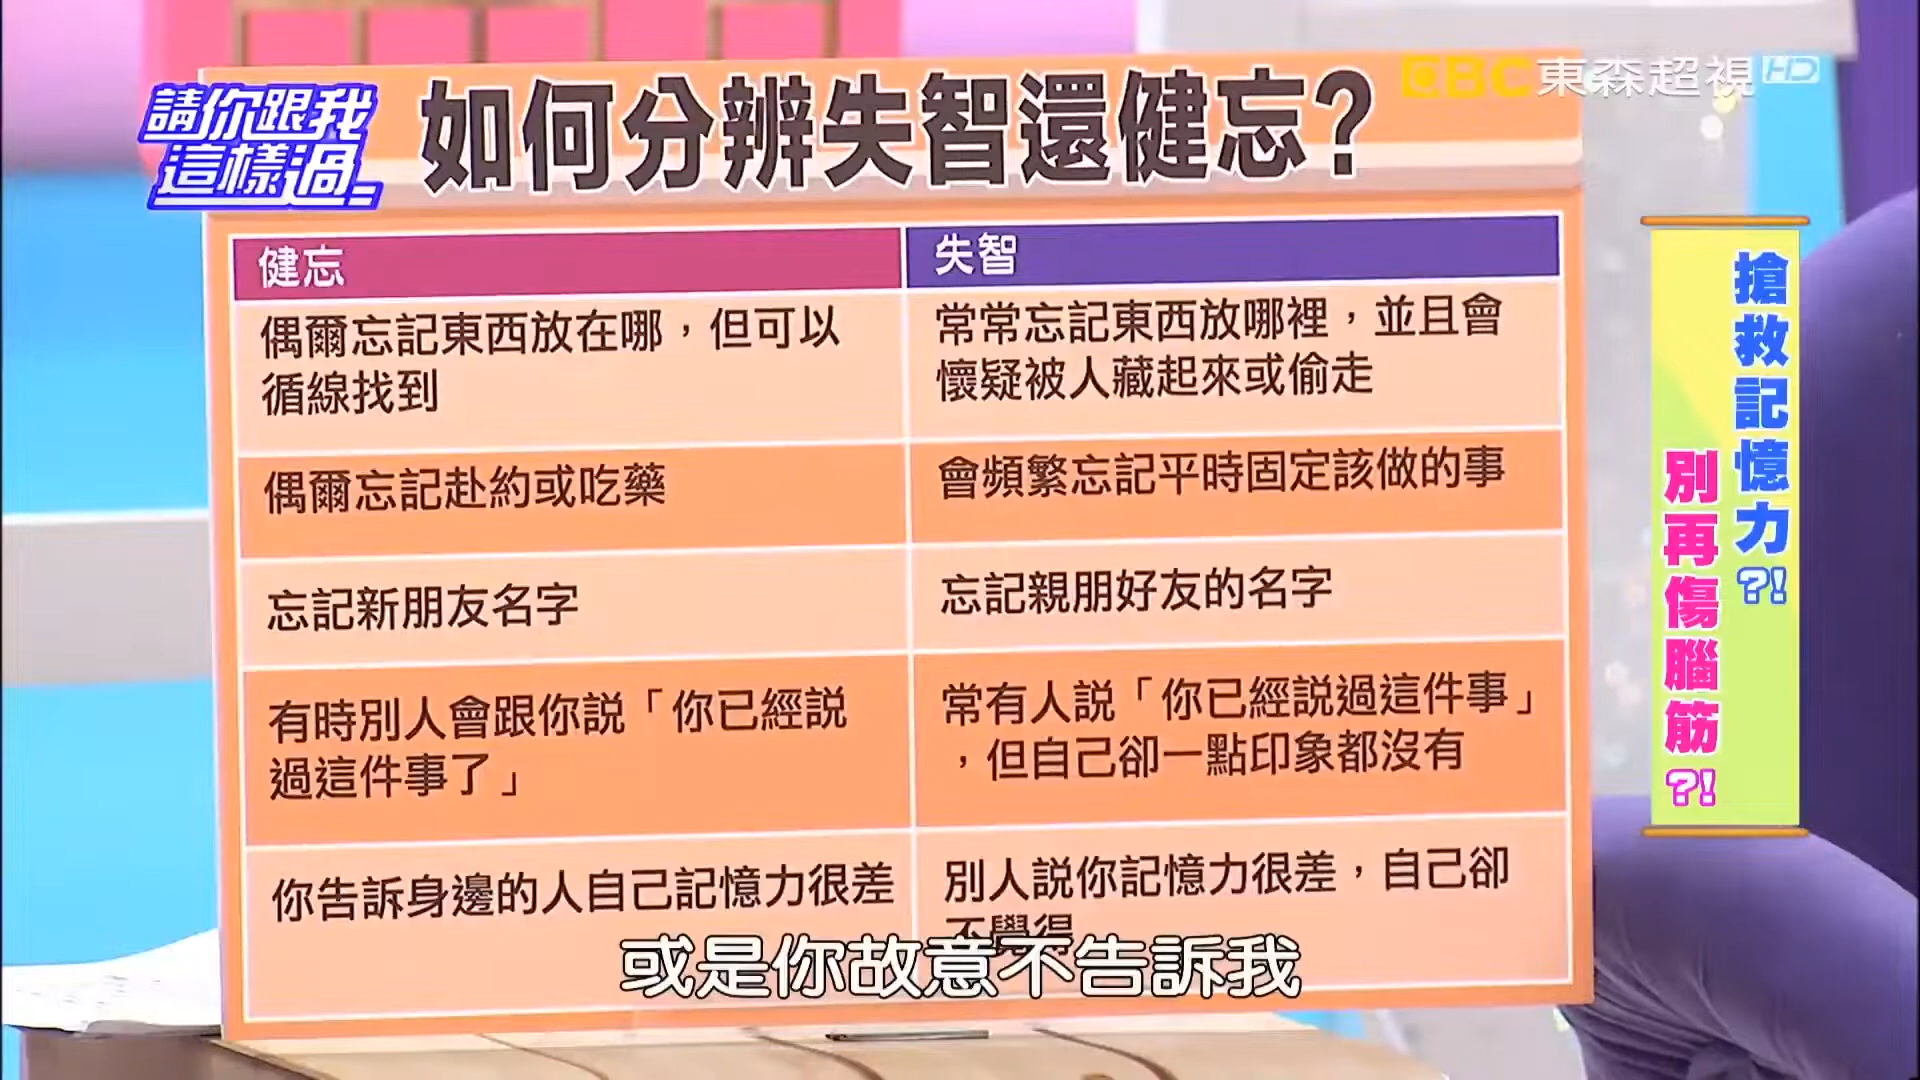 請你跟我
這樣過
如何分辨失智還健忘?
EBC東森超視HD
健忘
失智
偶爾忘記東西放在哪，但可以
循線找到
常常忘記東西放哪裡，並且會
懷疑被人藏起來或偷走
偶爾忘記赴約或吃藥
會頻繁忘記平時固定該做的事
忘記新朋友名字
忘記親朋好友的名字
有時別人會跟你説「你已經説
過這件事了」
常有人説「你已經説過這件事」
，但自己卻一點印象都沒有
你告訴身邊的人自己記憶力很差
別人説你記憶力很差，自己卻
不覺得
搶救記憶力?!
別再傷腦筋?!
或是你故意不告訴我